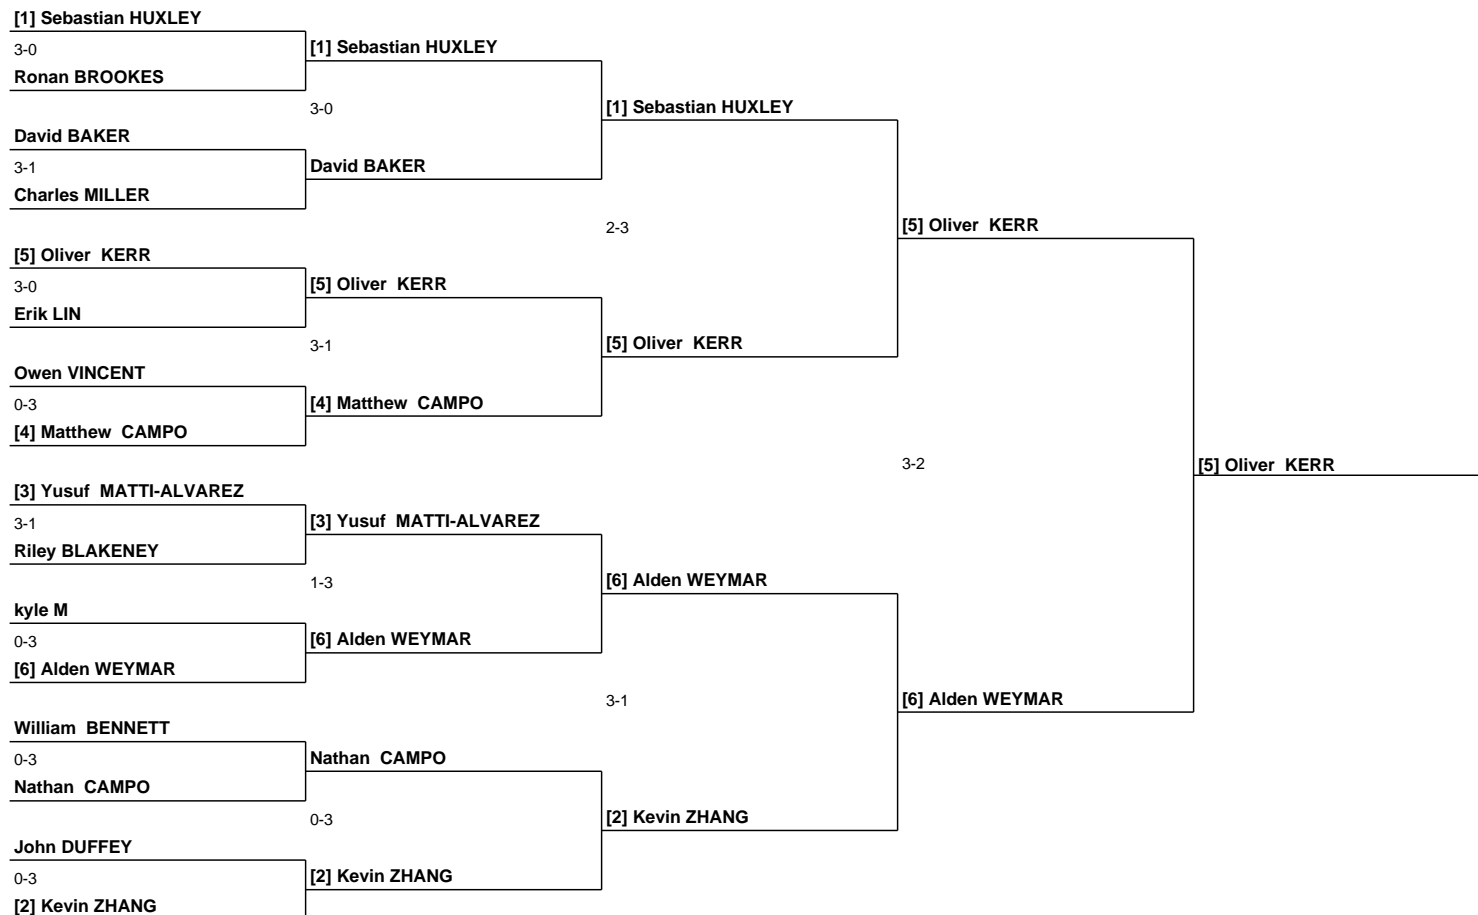 [1] Sebastian HUXLEY
3-0
[1] Sebastian HUXLEY
Ronan BROOKES
3-0
[1] Sebastian HUXLEY
David BAKER
3-1
David BAKER
Charles MILLER
2-3
[5] Oliver  KERR
[5] Oliver  KERR
3-0
[5] Oliver  KERR
Erik LIN
3-1
[5] Oliver  KERR
Owen VINCENT
0-3
[4] Matthew  CAMPO
[4] Matthew  CAMPO
3-2
[5] Oliver  KERR
[3] Yusuf  MATTI-ALVAREZ
3-1
[3] Yusuf  MATTI-ALVAREZ
Riley BLAKENEY
1-3
[6] Alden WEYMAR
kyle M
0-3
[6] Alden WEYMAR
[6] Alden WEYMAR
3-1
[6] Alden WEYMAR
William  BENNETT
0-3
Nathan  CAMPO
Nathan  CAMPO
0-3
[2] Kevin ZHANG
John DUFFEY
0-3
[2] Kevin ZHANG
[2] Kevin ZHANG